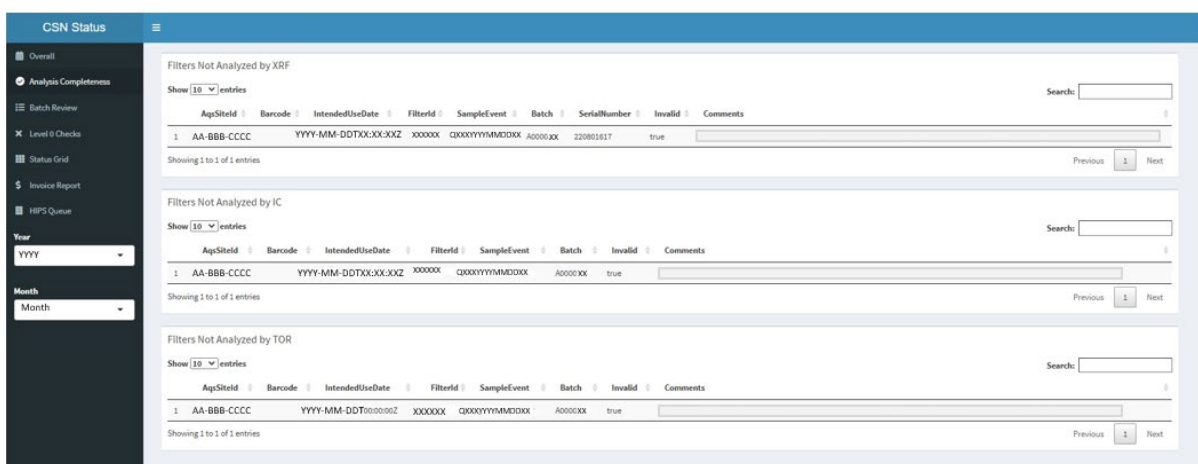 CSN Status
Overall
Analysis Completeness
Batch Review
Level 0 Checks
Status Grid
Invoice Report
HIPS Queue
Year
YYYY
Month
Month
Filters Not Analyzed by XRF
Show 10 entries
Search:
AqsSiteId Barcode IntendedUseDate FilterId SampleEvent Batch SerialNumber Invalid Comments
1 AA-BBB-CCCC YYYY-MM-DDTXX:XX:XXZ XXXXXX QXXXYYYYMMDDXX A0000XX 220801617 true
Showing 1 to 1 of 1 entries
Previous 1 Next
Filters Not Analyzed by IC
Show 10 entries
Search:
AqsSiteId Barcode IntendedUseDate FilterId SampleEvent Batch Invalid Comments
1 AA-BBB-CCCC YYYY-MM-DDTXX:XX:XXZ XXXXXX QXXXYYYYMMDDXX A0000XX true
Showing 1 to 1 of 1 entries
Previous 1 Next
Filters Not Analyzed by TOR
Show 10 entries
Search:
AqsSiteId Barcode IntendedUseDate FilterId SampleEvent Batch Invalid Comments
1 AA-BBB-CCCC YYYY-MM-DDT00:00:00Z XXXXXX QXXXYYYYMMDDXX A0000XX true
Showing 1 to 1 of 1 entries
Previous 1 Next